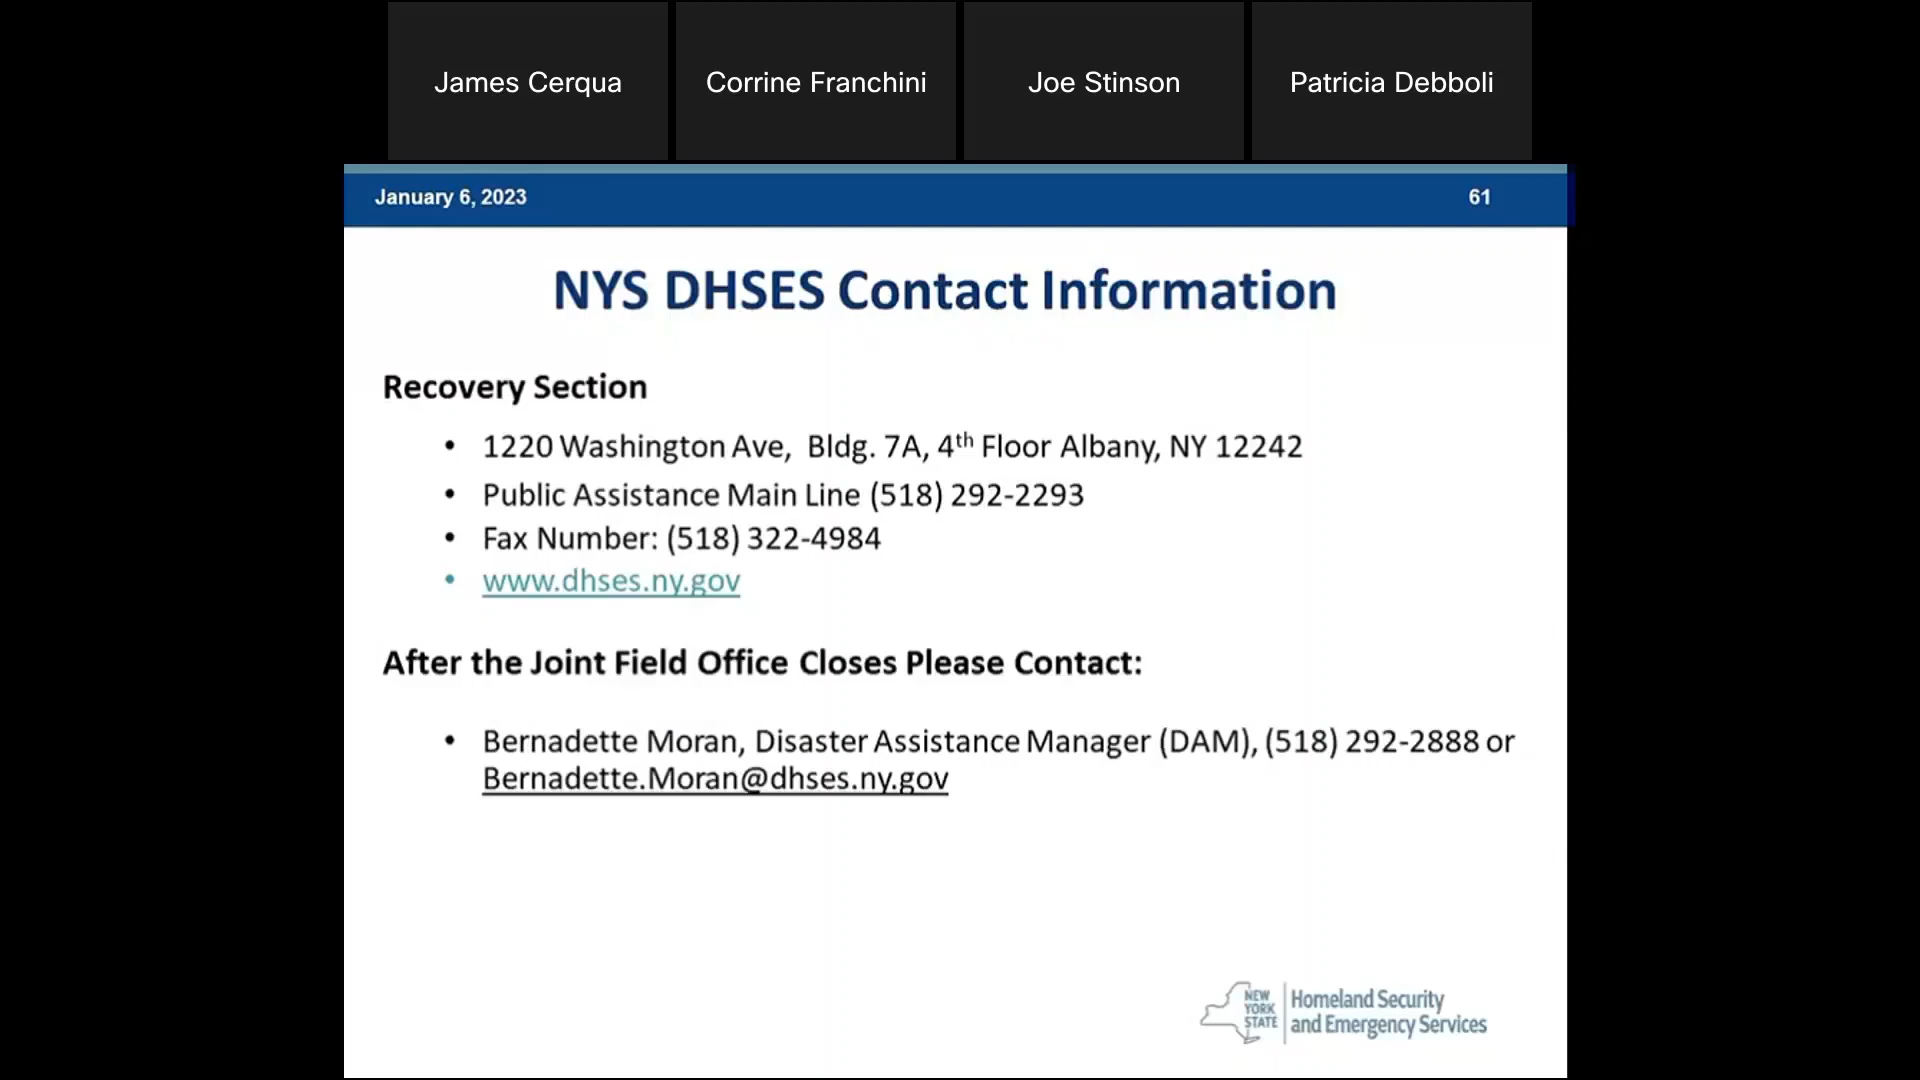 James Cerqua
Corrine Franchini
Joe Stinson
Patricia Debboli
January 6, 2023
61
NYS DHSES Contact Information
Recovery Section
• 1220 Washington Ave, Bldg. 7A, 4th Floor Albany, NY 12242
• Public Assistance Main Line (518) 292-2293
• Fax Number: (518) 322-4984
• www.dhses.ny.gov
After the Joint Field Office Closes Please Contact:
• Bernadette Moran, Disaster Assistance Manager (DAM), (518) 292-2888 or
Bernadette.Moran@dhses.ny.gov
NEW
YORK
STATE
Homeland Security
and Emergency Services